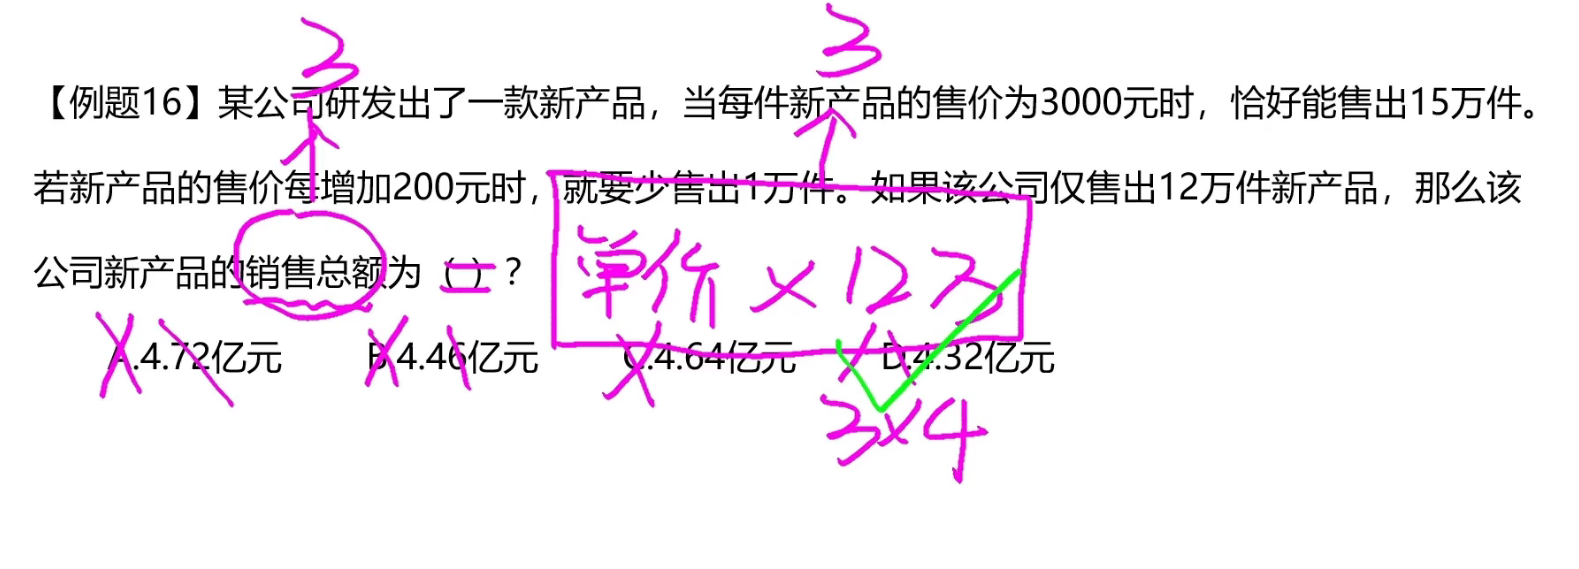 3 3
【例题16】某公司研发出了一款新产品，当每件新产品的售价为3000元时，恰好能售出15万件。
若新产品的售价每增加200元时，就要少售出1万件。如果该公司仅售出12万件新产品，那么该
公司新产品的销售总额为（ ）？ = 单价×12万
A.4.72亿元 B.4.46亿元 C.4.64亿元 D.4.32亿元
3×4